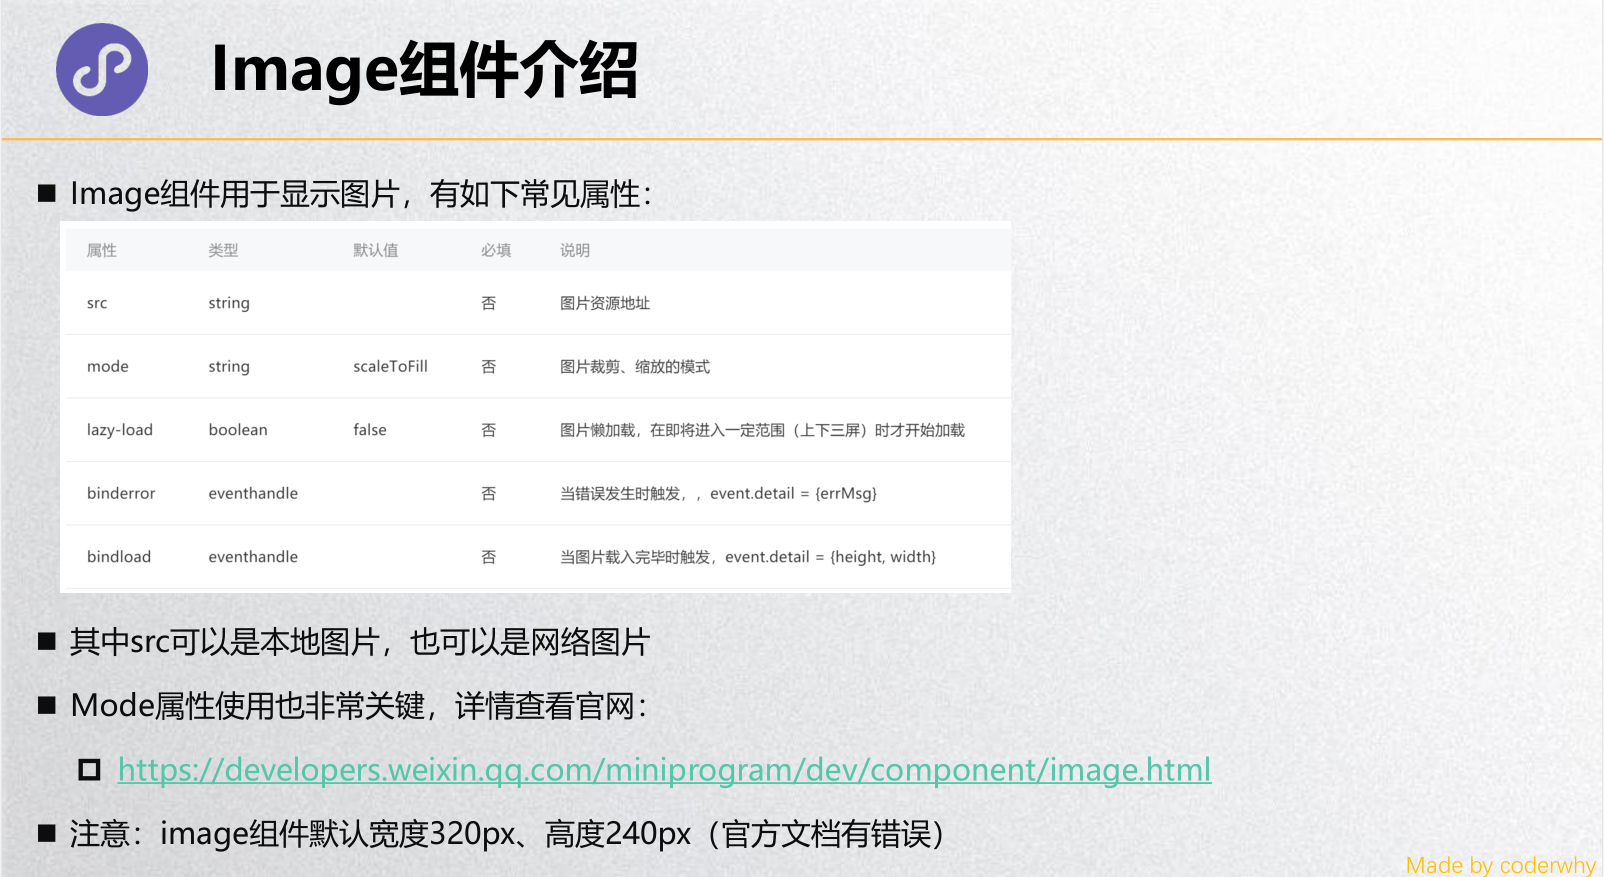 Image组件介绍
Image组件用于显示图片，有如下常见属性：
属性 类型 默认值 必填 说明
src string 否 图片资源地址
mode string scaleToFill 否 图片裁剪、缩放的模式
lazy-load boolean false 否 图片懒加载，在即将进入一定范围（上下三屏）时才开始加载
binderror eventhandle 否 当错误发生时触发，，event.detail = {errMsg}
bindload eventhandle 否 当图片载入完毕时触发，event.detail = {height, width}
其中src可以是本地图片，也可以是网络图片
Mode属性使用也非常关键，详情查看官网：
https://developers.weixin.qq.com/miniprogram/dev/component/image.html
注意：image组件默认宽度320px、高度240px（官方文档有错误）
Made by coderwhy